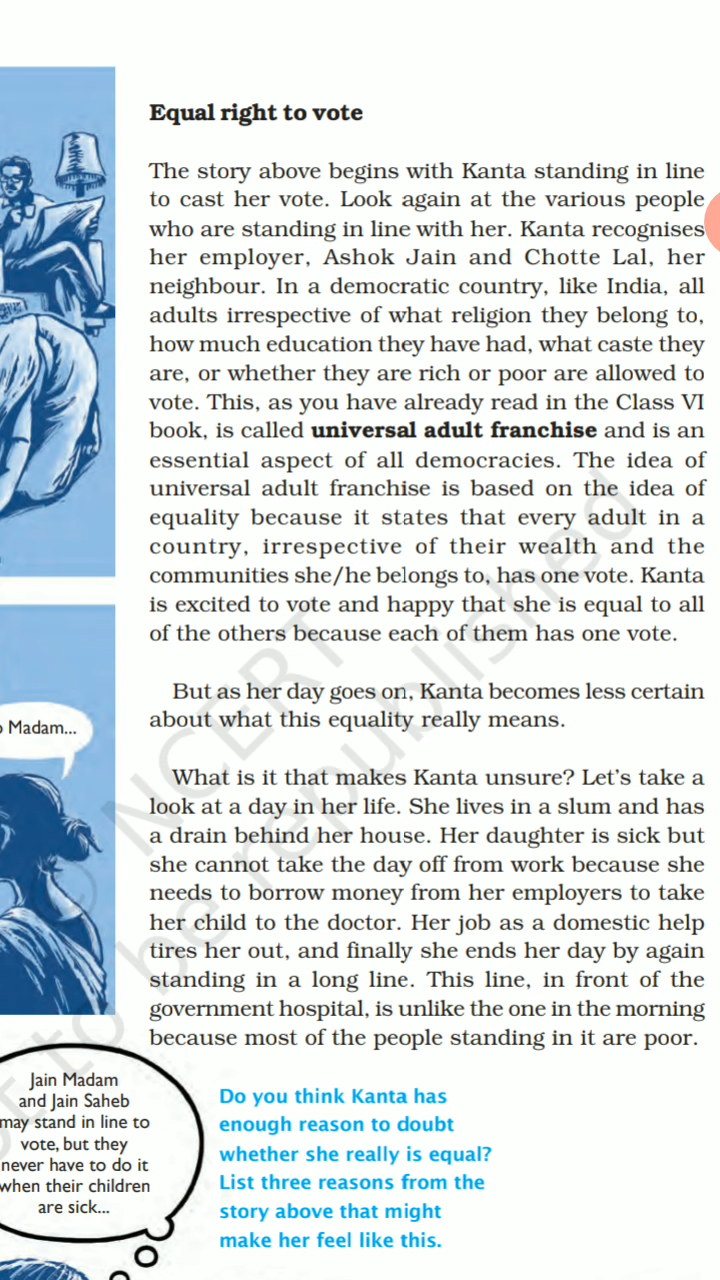 Equal right to vote
The story above begins with Kanta standing in line
to cast her vote. Look again at the various people
who are standing in line with her. Kanta recognises
her employer, Ashok Jain and Chotte Lal, her
neighbour. In a democratic country, like India, all
adults irrespective of what religion they belong to,
how much education they have had, what caste they
are, or whether they are rich or poor are allowed to
vote. This, as you have already read in the Class VI
book, is called universal adult franchise and is an
essential aspect of all democracies. The idea of
universal adult franchise is based on the idea of
equality because it states that every adult in a
country, irrespective of their wealth and the
communities she/he belongs to, has one vote. Kanta
is excited to vote and happy that she is equal to all
of the others because each of them has one vote.
But as her day goes on, Kanta becomes less certain
about what this equality really means.
What is it that makes Kanta unsure? Let's take a
look at a day in her life. She lives in a slum and has
a drain behind her house. Her daughter is sick but
she cannot take the day off from work because she
needs to borrow money from her employers to take
her child to the doctor. Her job as a domestic help
tires her out, and finally she ends her day by again
standing in a long line. This line, in front of the
government hospital, is unlike the one in the morning
because most of the people standing in it are poor.
Madam...
Jain Madam
and Jain Saheb
may stand in line to
vote, but they
never have to do it
when their children
are sick...
Do you think Kanta has
enough reason to doubt
whether she really is equal?
List three reasons from the
story above that might
make her feel like this.
© NCERT
be republished